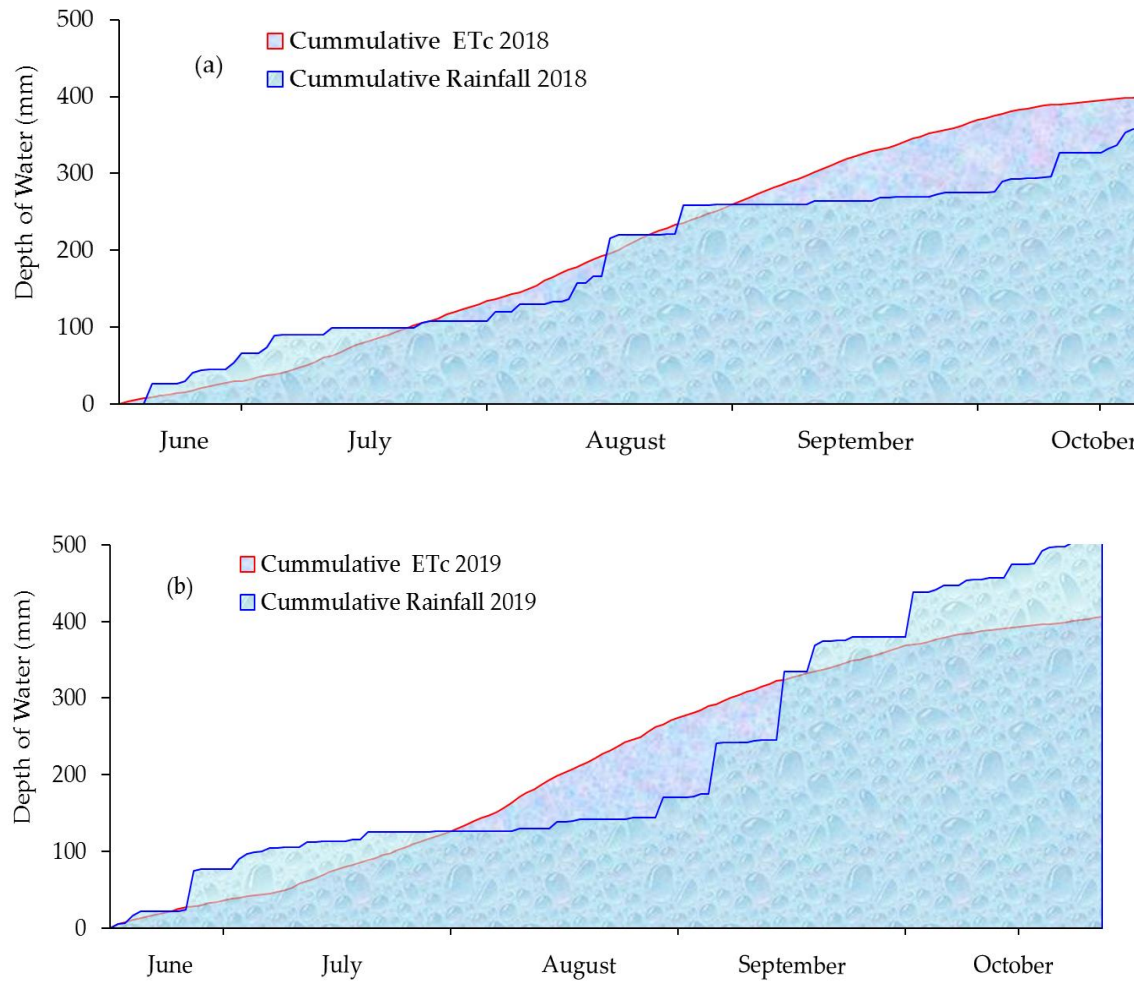 500
400
300
200
100
0
Depth of Water (mm)
(a)
Cummulative ETc 2018
Cummulative Rainfall 2018
June July August September October
500
400
300
200
100
0
Depth of Water (mm)
(b)
Cummulative ETc 2019
Cummulative Rainfall 2019
June July August September October